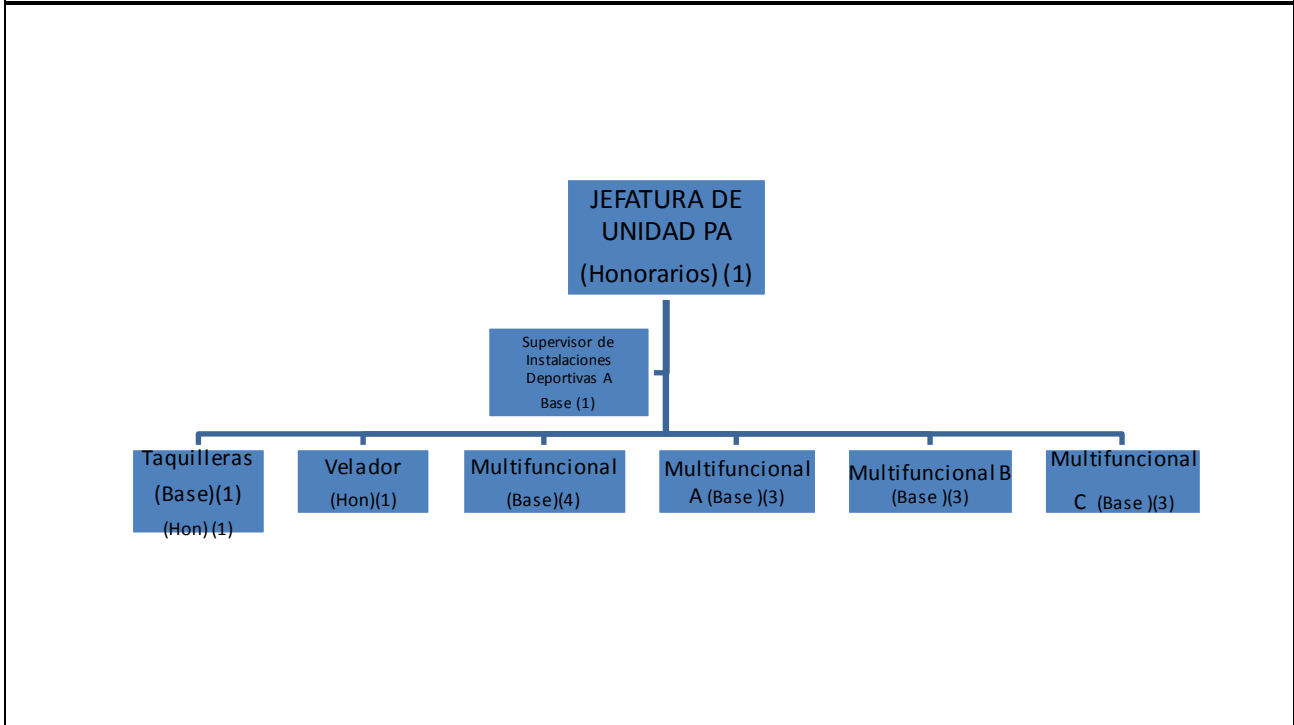 JEFATURA DE
UNIDAD PA
(Honorarios) (1)
Supervisor de
Instalaciones
Deportivas A
Base (1)
Taquilleras
(Base)(1)
(Hon) (1)
Velador
(Hon)(1)
Multifuncional
(Base)(4)
Multifuncional
A (Base )(3)
Multifuncional B
(Base )(3)
Multifuncional
C (Base )(3)